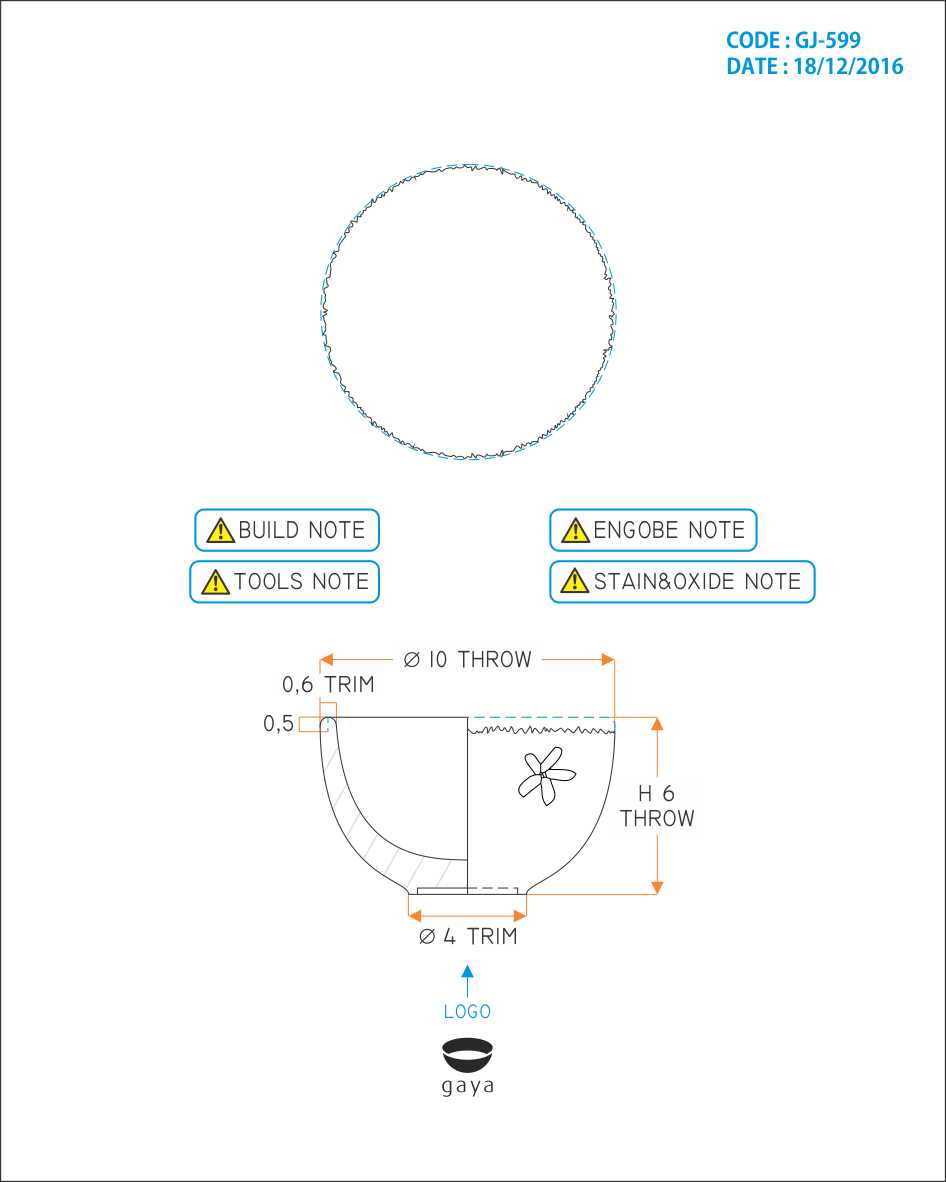 CODE : GJ-599
DATE : 18/12/2016
BUILD NOTE
ENGOBE NOTE
TOOLS NOTE
STAIN&OXIDE NOTE
Ø 10 THROW
0,6 TRIM
0,5
H 6
THROW
Ø 4 TRIM
LOGO
gaya